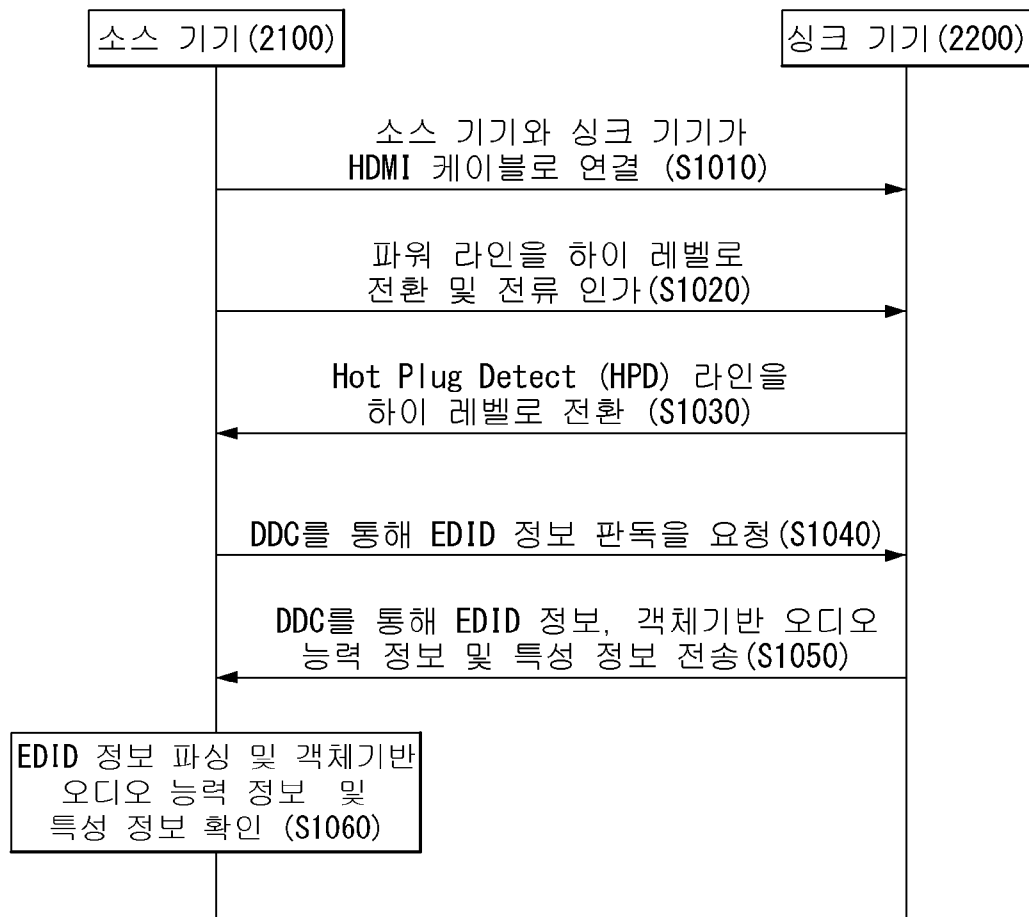 소스 기기(2100)
싱크 기기(2200)
소스 기기와 싱크 기기가
HDMI 케이블로 연결 (S1010)
파워 라인을 하이 레벨로
전환 및 전류 인가(S1020)
Hot Plug Detect (HPD) 라인을
하이 레벨로 전환 (S1030)
DDC를 통해 EDID 정보 판독을 요청(S1040)
DDC를 통해 EDID 정보, 객체기반 오디오
능력 정보 및 특성 정보 전송(S1050)
EDID 정보 파싱 및 객체기반
오디오 능력 정보 및
특성 정보 확인 (S1060)